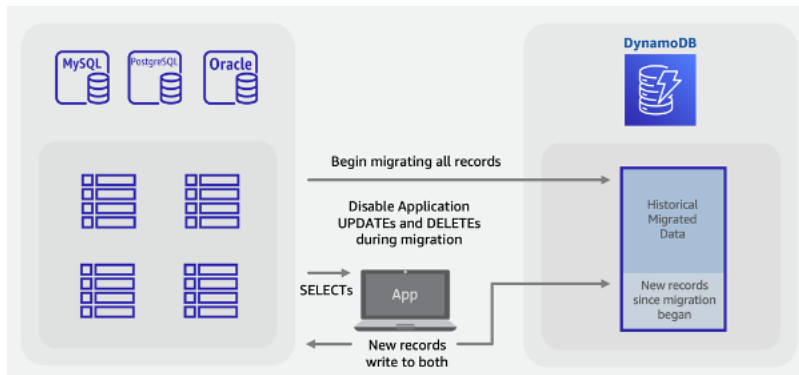 MySQL
PostgreSQL
Oracle
DynamoDB
Begin migrating all records
Disable Application
UPDATEs and DELETEs
during migration
Historical
Migrated
Data
SELECTs
App
New records
since migration
began
New records
write to both